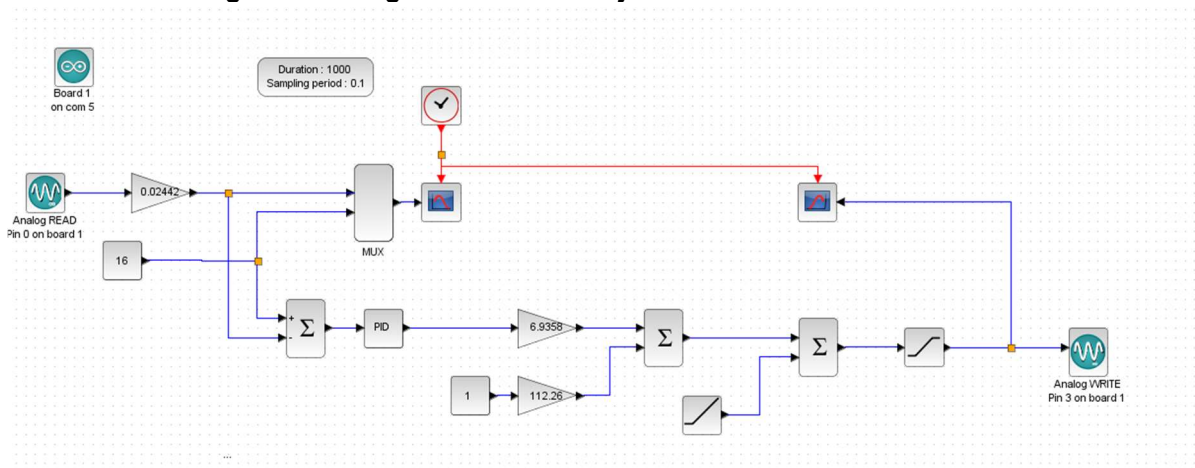 Board 1
on com 5
Duration : 1000
Sampling period : 0.1
0.02442
Analog READ
Pin 0 on board 1
MUX
16
+
-
Σ
PID
6.9358
Σ
Σ
1
112.26
Analog WRITE
Pin 3 on board 1
...